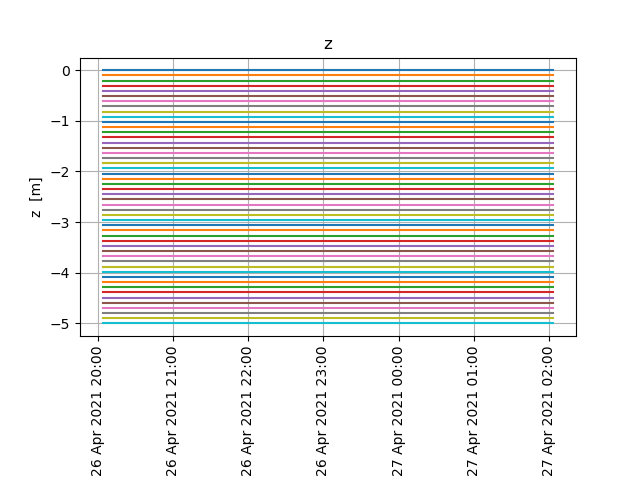 z
0
−1
−2
−3
−4
−5
z [m]
26 Apr 2021 20:00
26 Apr 2021 21:00
26 Apr 2021 22:00
26 Apr 2021 23:00
27 Apr 2021 00:00
27 Apr 2021 01:00
27 Apr 2021 02:00